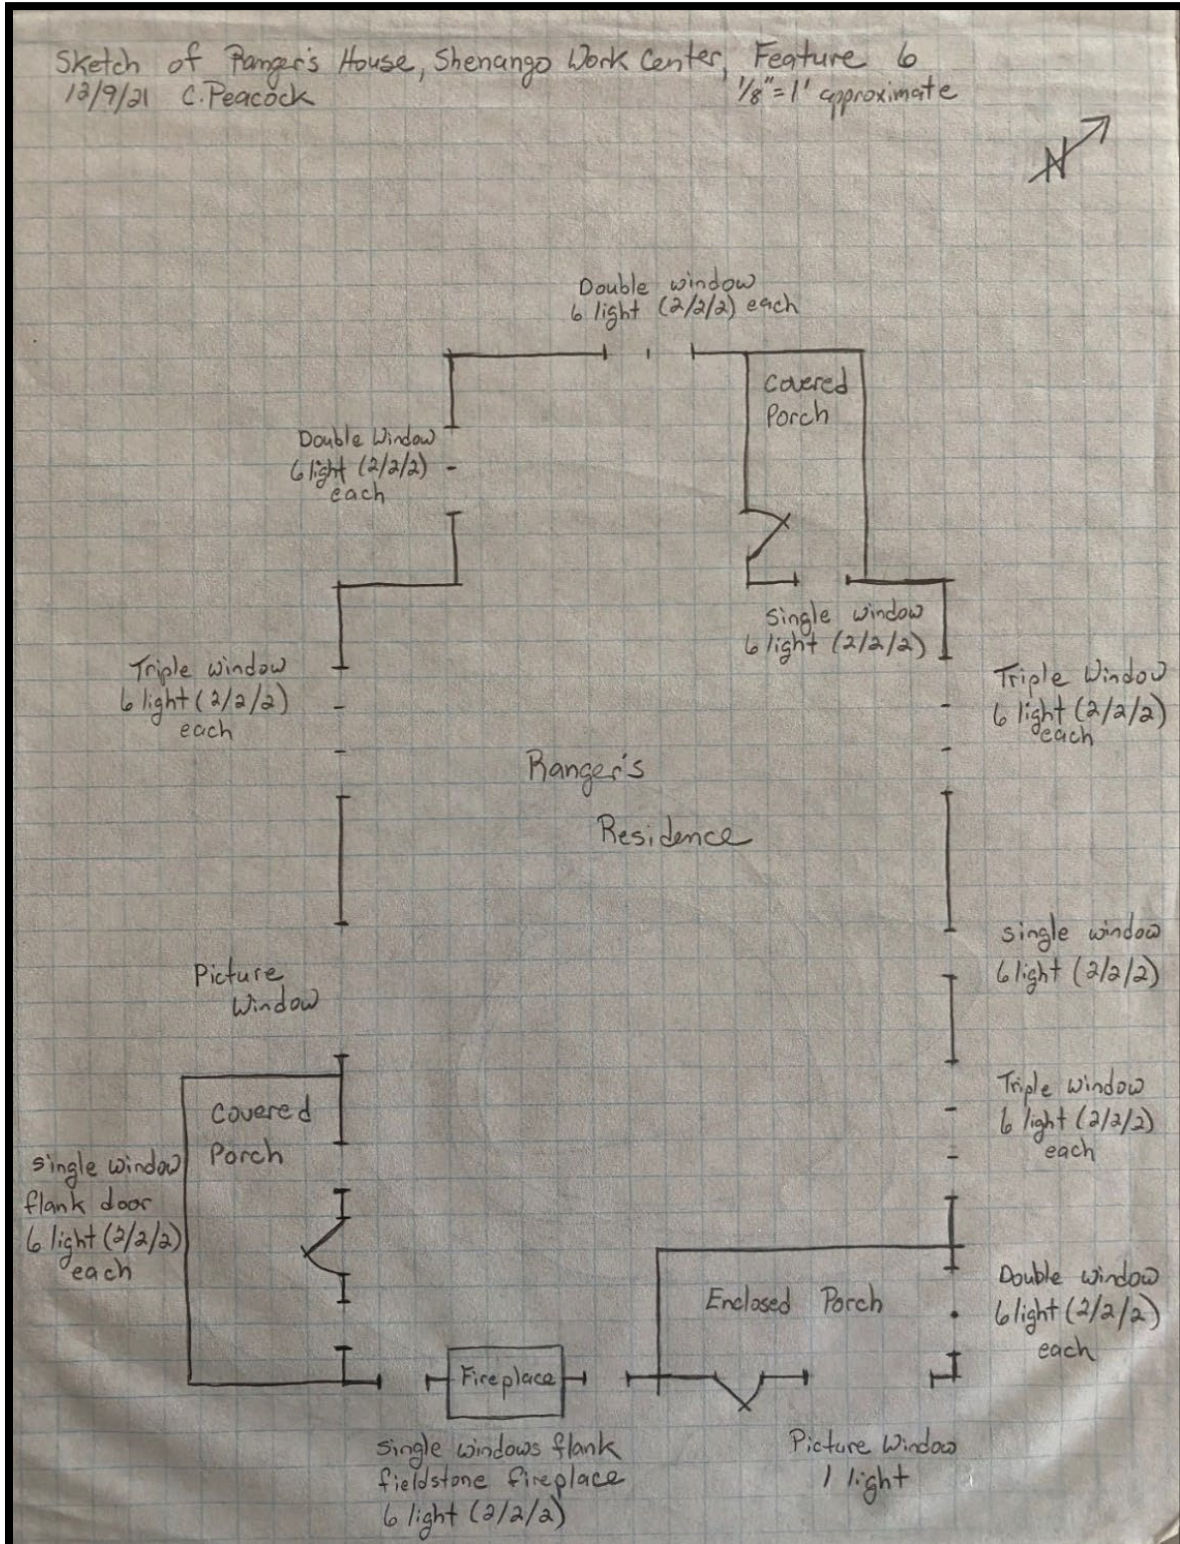 Sketch of Ranger's House, Shenango Work Center, Feature 6
12/9/21 C. Peacock
1/8"=1' approximate
N
Double window
6 light (2/2/2) each
Covered
Porch
Double Window
6 light (2/2/2)
each
Single window
6 light (2/2/2)
Triple window
6 light (2/2/2)
each
Triple Window
6 light (2/2/2)
each
Ranger's
Residence
single window
6 light (2/2/2)
Picture
Window
Triple window
6 light (2/2/2)
each
Covered
Porch
single window
flank door
6 light (2/2/2)
each
Enclosed Porch
Double window
6 light (2/2/2)
each
Fireplace
single windows flank
fieldstone fireplace
6 light (2/2/2)
Picture Window
1 light